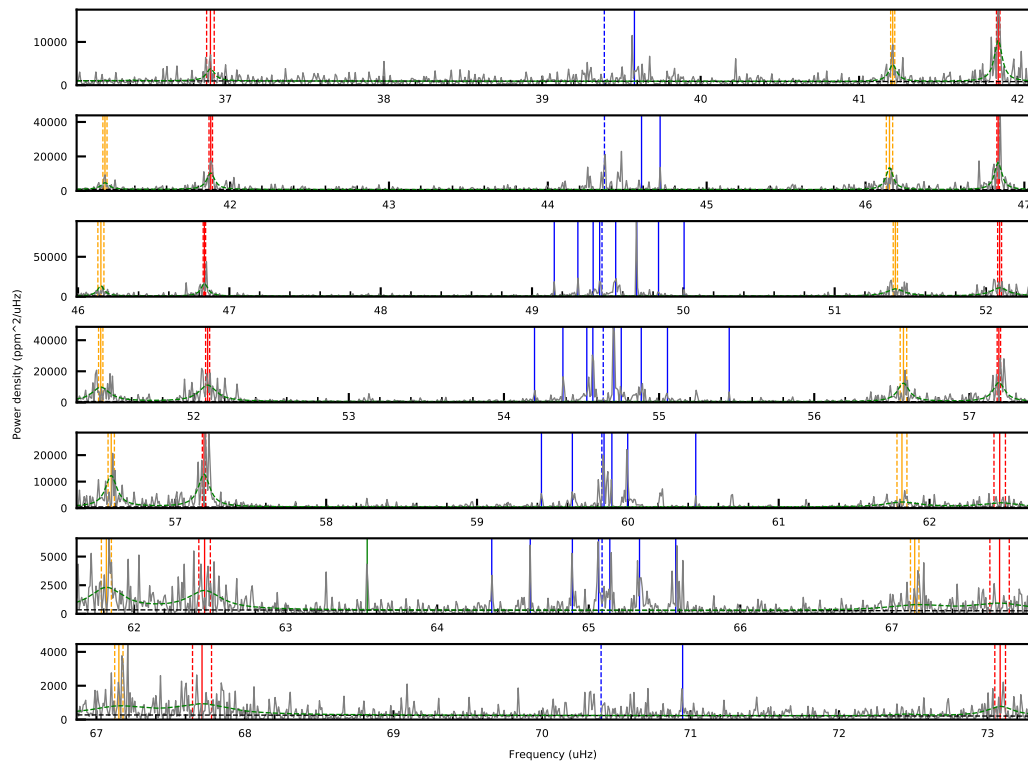 10000
0
37 38 39 40 41 42
40000
20000
0
42 43 44 45 46 47
50000
0
46 47 48 49 50 51 52
Power density (ppm^2/uHz)
40000
20000
0
52 53 54 55 56 57
20000
10000
0
57 58 59 60 61 62
5000
2500
0
62 63 64 65 66 67
4000
2000
0
67 68 69 70 71 72 73
Frequency (uHz)